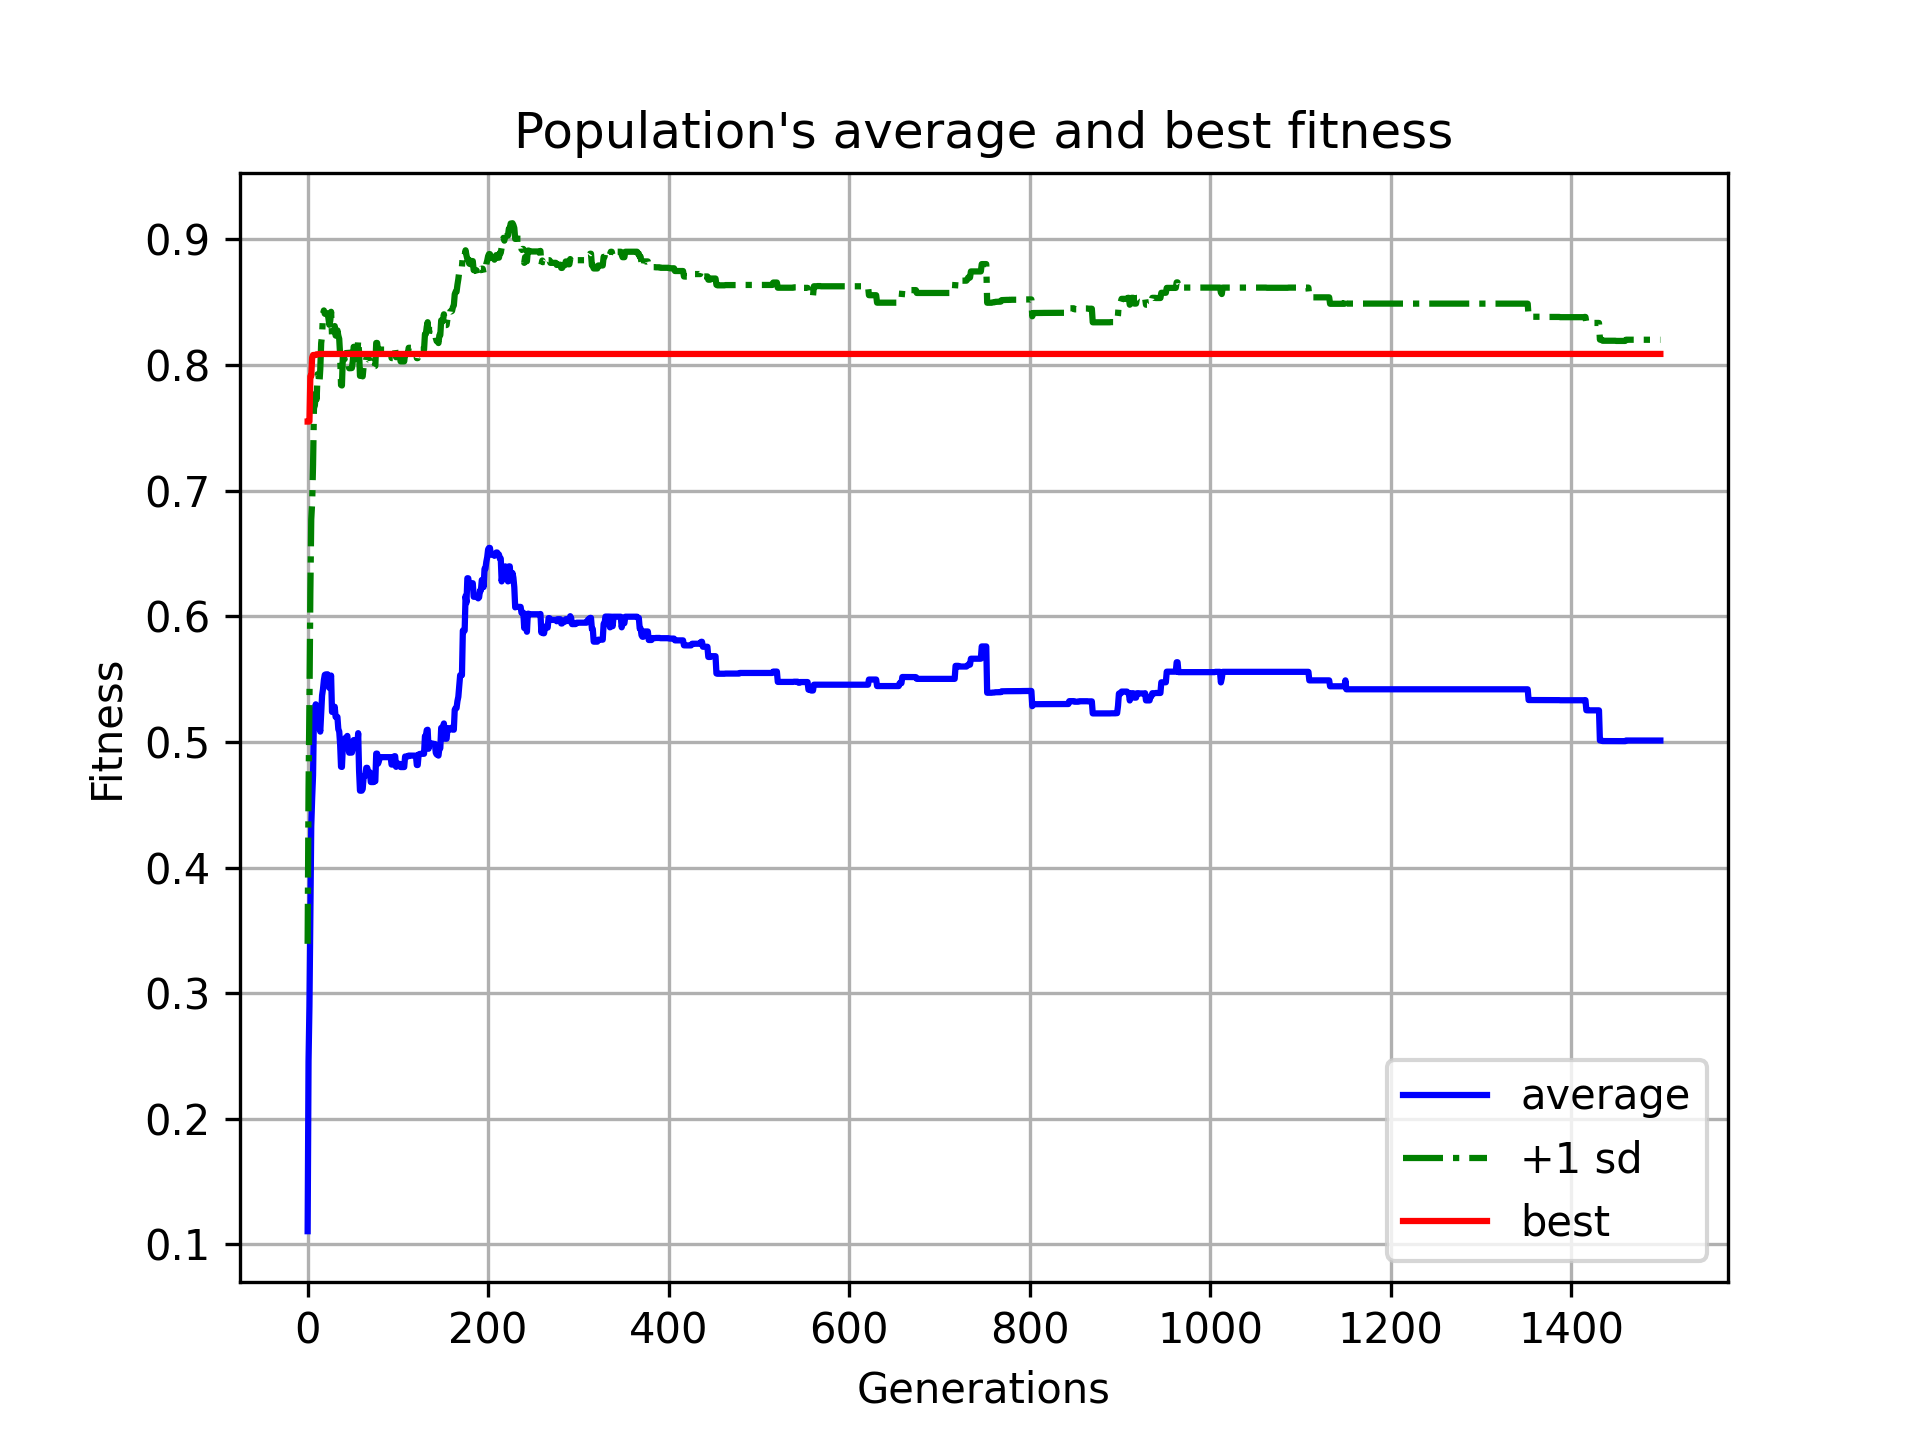 Population's average and best fitness
Fitness
0.9
0.8
0.7
0.6
0.5
0.4
0.3
0.2
0.1
0 200 400 600 800 1000 1200 1400
Generations
average
+1 sd
best